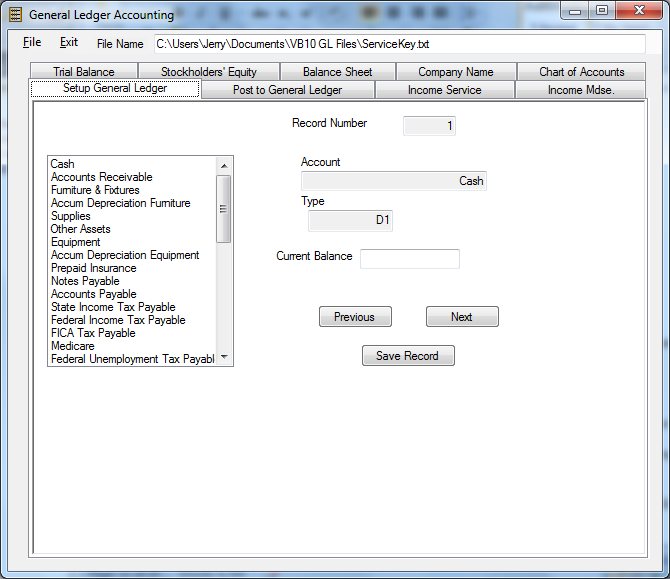 General Ledger Accounting
File Exit File Name C:\Users\Jerry\Documents\VB10 GL Files\ServiceKey.txt
Trial Balance Stockholders' Equity Balance Sheet Company Name Chart of Accounts
Setup General Ledger Post to General Ledger Income Service Income Mdse.
Record Number 1
Cash
Accounts Receivable
Furniture & Fixtures
Accum Depreciation Furniture
Supplies
Other Assets
Equipment
Accum Depreciation Equipment
Prepaid Insurance
Notes Payable
Accounts Payable
State Income Tax Payable
Federal Income Tax Payable
FICA Tax Payable
Medicare
Federal Unemployment Tax Payabl
Account
Cash
Type
D1
Current Balance
Previous Next
Save Record